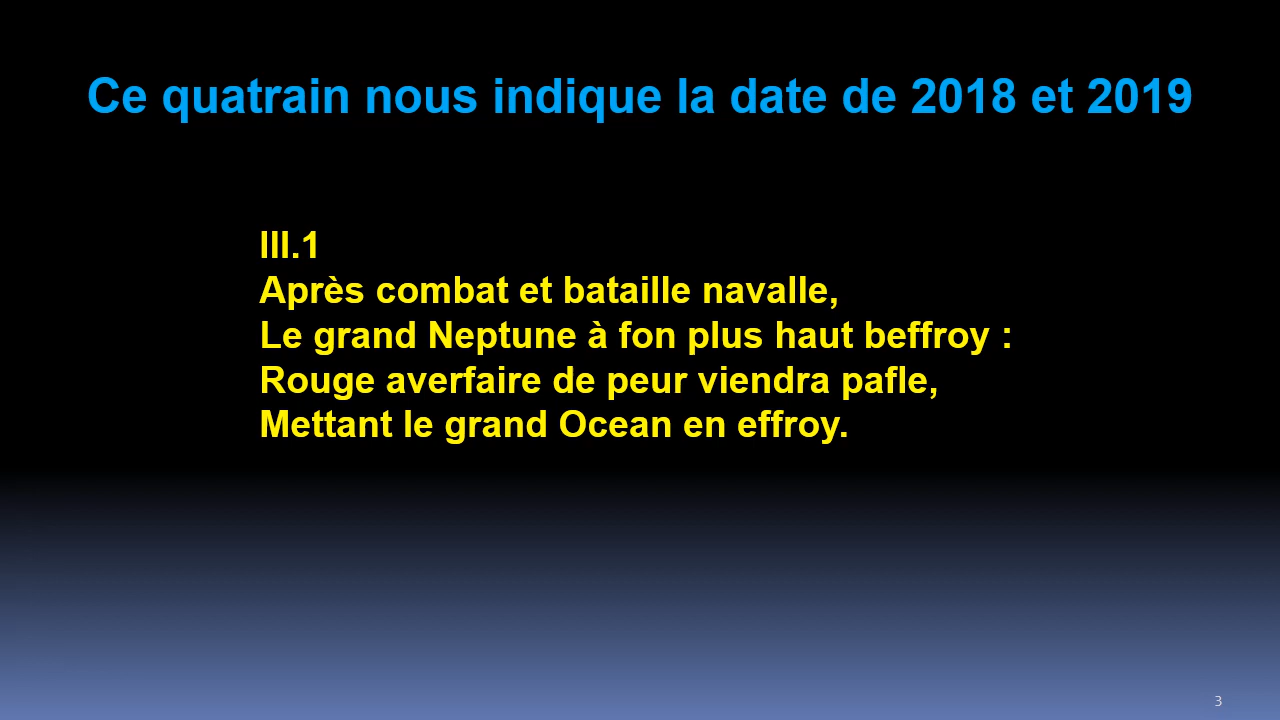 Ce quatrain nous indique la date de 2018 et 2019
III.1
Après combat et bataille navalle,
Le grand Neptune à fon plus haut beffroy :
Rouge averfaire de peur viendra pafle,
Mettant le grand Ocean en effroy.
3